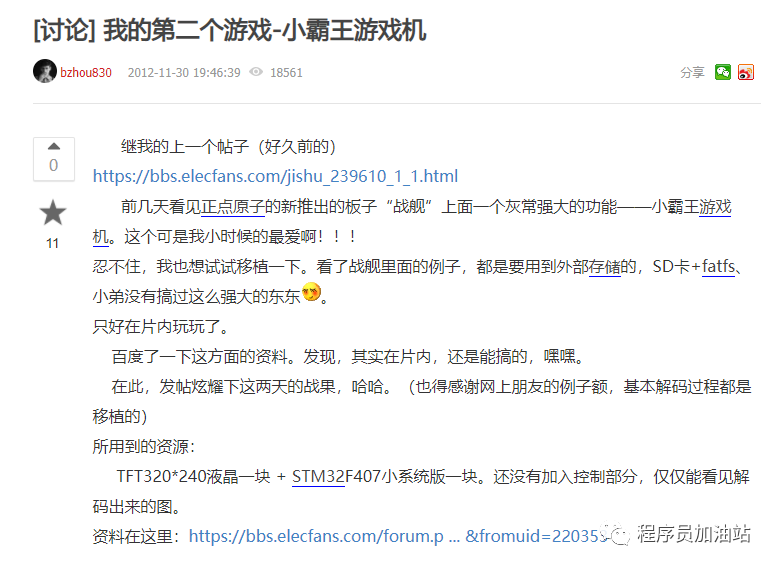 [讨论] 我的第二个游戏-小霸王游戏机
bzhou830 2012-11-30 19:46:39 18561 分享
继我的上一个帖子（好久前的）
0
https://bbs.elecfans.com/jishu_239610_1_1.html
前几天看见正点原子的新推出的板子“战舰”上面一个灰常强大的功能——小霸王游戏
11
机。这个可是我小时候的最爱啊！！！
忍不住，我也想试试移植一下。看了战舰里面的例子，都是要用到外部存储的，SD卡+fatfs、
小弟没有搞过这么强大的东东。
只好在片内玩玩了。
百度了一下这方面的资料。发现，其实在片内，还是能搞的，嘿嘿。
在此，发帖炫耀下这两天的战果，哈哈。（也得感谢网上朋友的例子额，基本解码过程都是
移植的）
所用到的资源：
TFT320*240液晶一块 + STM32F407小系统版一块。还没有加入控制部分，仅仅能看见解
码出来的图。
资料在这里：https://bbs.elecfans.com/forum.p ... &fromuid=22035 程序员加油站